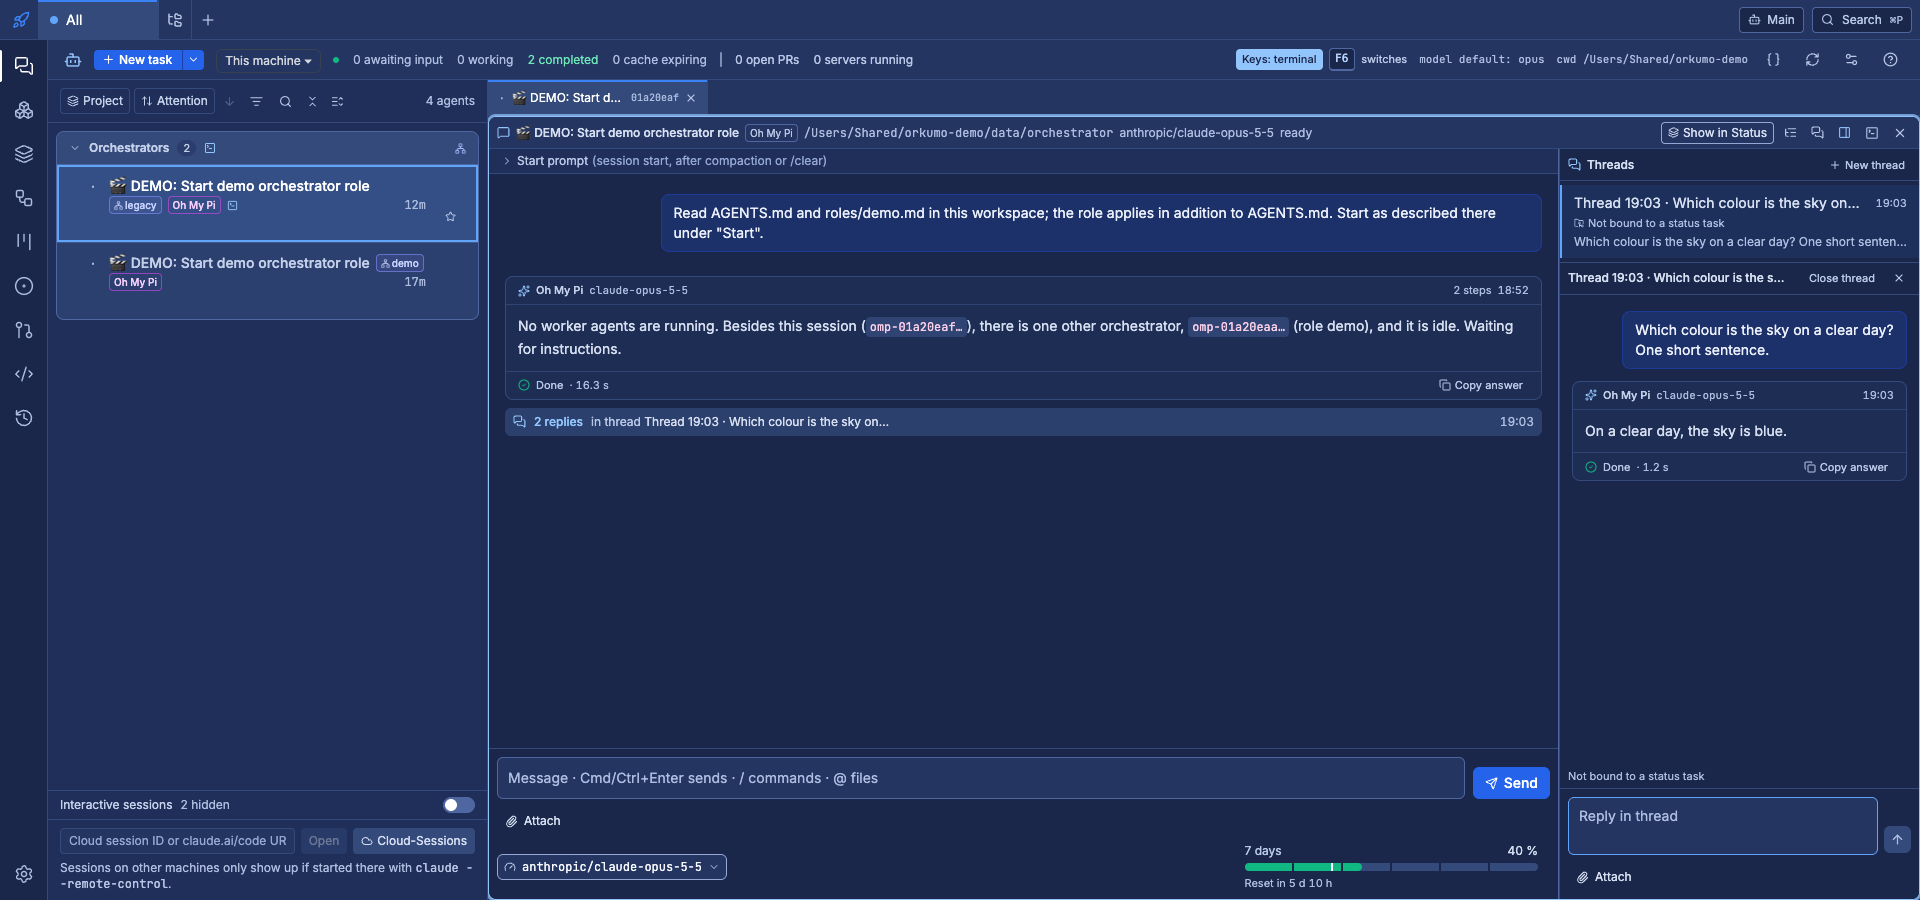 All
Main
Search ⌘P
New task
This machine
0 awaiting input
0 working
2 completed
0 cache expiring
0 open PRs
0 servers running
Keys: terminal
F6
switches
model default: opus
cwd /Users/Shared/orkumo-demo
Project
Attention
4 agents
Orchestrators 2
🎬 DEMO: Start demo orchestrator role
legacy
Oh My Pi
12m
🎬 DEMO: Start demo orchestrator role
demo
Oh My Pi
17m
Interactive sessions 2 hidden
Cloud session ID or claude.ai/code UR
Open
Cloud-Sessions
Sessions on other machines only show up if started there with claude -
-remote-control.
🎬 DEMO: Start d... 01a20eaf
🎬 DEMO: Start demo orchestrator role Oh My Pi /Users/Shared/orkumo-demo/data/orchestrator anthropic/claude-opus-5-5 ready
Show in Status
Start prompt (session start, after compaction or /clear)
Read AGENTS.md and roles/demo.md in this workspace; the role applies in addition to AGENTS.md. Start as described there
under "Start".
Oh My Pi claude-opus-5-5
2 steps 18:52
No worker agents are running. Besides this session (omp-01a20eaf…), there is one other orchestrator, omp-01a20eaa… (role demo), and it is idle. Waiting
for instructions.
Done · 16.3 s
Copy answer
2 replies in thread Thread 19:03 · Which colour is the sky on...
19:03
Message · Cmd/Ctrl+Enter sends · / commands · @ files
Send
Attach
anthropic/claude-opus-5-5
7 days
40 %
Reset in 5 d 10 h
Threads
New thread
Thread 19:03 · Which colour is the sky on... 19:03
Not bound to a status task
Which colour is the sky on a clear day? One short senten...
Thread 19:03 · Which colour is the s...
Close thread
Which colour is the sky on a clear day?
One short sentence.
Oh My Pi claude-opus-5-5
19:03
On a clear day, the sky is blue.
Done · 1.2 s
Copy answer
Not bound to a status task
Reply in thread
Attach